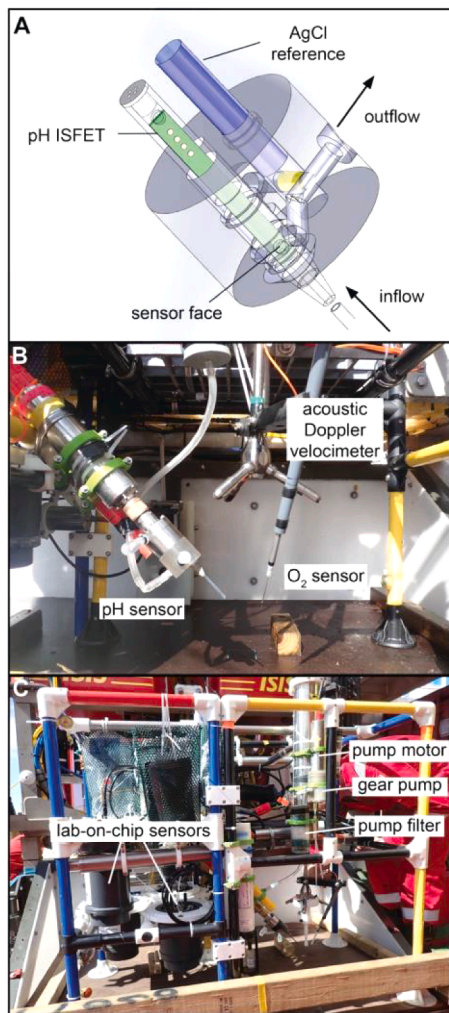 A
AgCl
reference
pH ISFET
outflow
sensor face
inflow
B
acoustic
Doppler
velocimeter
O₂ sensor
pH sensor
C
ISIS
ISIS
pump motor
gear pump
lab-on-chip sensors
pump filter